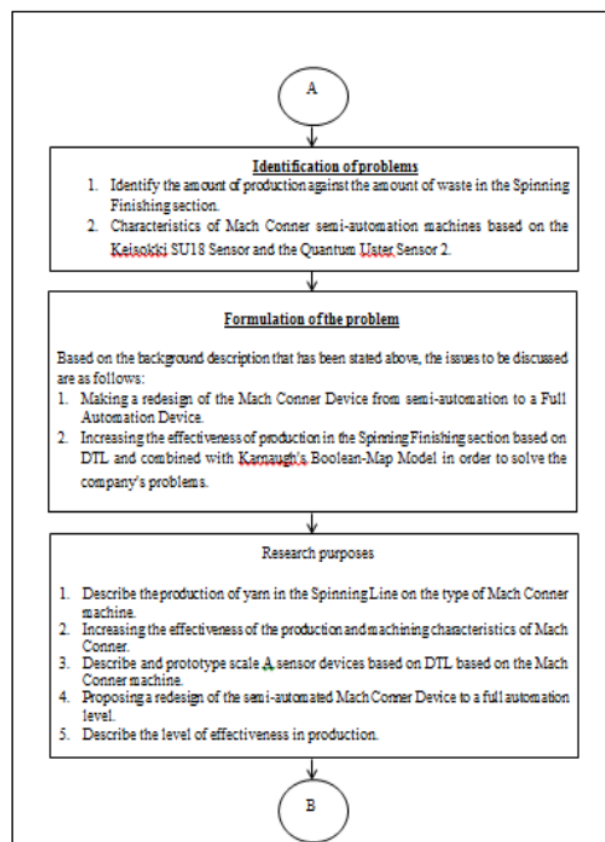 A
Identification of problems
1. Identify the amount of production against the amount of waste in the Spinning
Finishing section.
2. Characteristics of Mach Conner semi-automation machines based on the
Keisokki SU18 Sensor and the Quantum Uster Sensor 2.
Formulation of the problem
Based on the background description that has been stated above, the issues to be discussed
are as follows:
1. Making a redesign of the Mach Conner Device from semi-automation to a Full
Automation Device.
2. Increasing the effectiveness of production in the Spinning Finishing section based on
DTL and combined with Karnaugh's Boolean-Map Model in order to solve the
company's problems.
Research purposes
1. Describe the production of yarn in the Spinning Line on the type of Mach Conner
machine.
2. Increasing the effectiveness of the production and machining characteristics of Mach
Conner.
3. Describe and prototype scale A sensor devices based on DTL based on the Mach
Conner machine.
4. Proposing a redesign of the semi-automated Mach Conner Device to a full automation
level.
5. Describe the level of effectiveness in production.
B